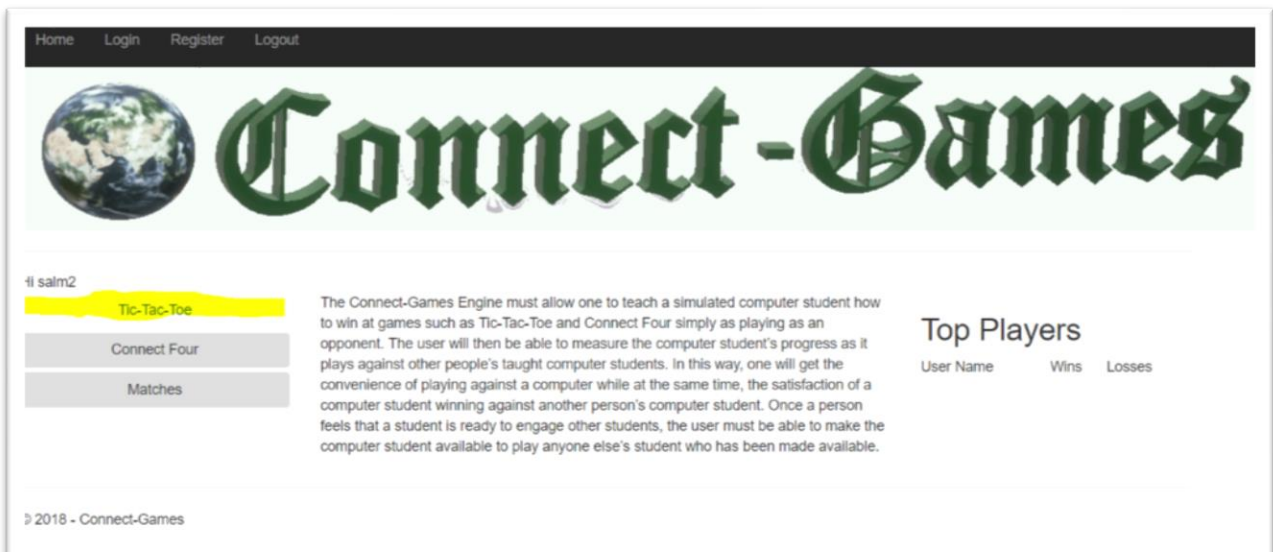 Home Login Register Logout
Connect-Games
Hi salm2
Tic-Tac-Toe
Connect Four
Matches
The Connect-Games Engine must allow one to teach a simulated computer student how
to win at games such as Tic-Tac-Toe and Connect Four simply as playing as an
opponent. The user will then be able to measure the computer student's progress as it
plays against other people's taught computer students. In this way, one will get the
convenience of playing against a computer while at the same time, the satisfaction of a
computer student winning against another person's computer student. Once a person
feels that a student is ready to engage other students, the user must be able to make the
computer student available to play anyone else's student who has been made available.
Top Players
User Name Wins Losses
© 2018 - Connect-Games